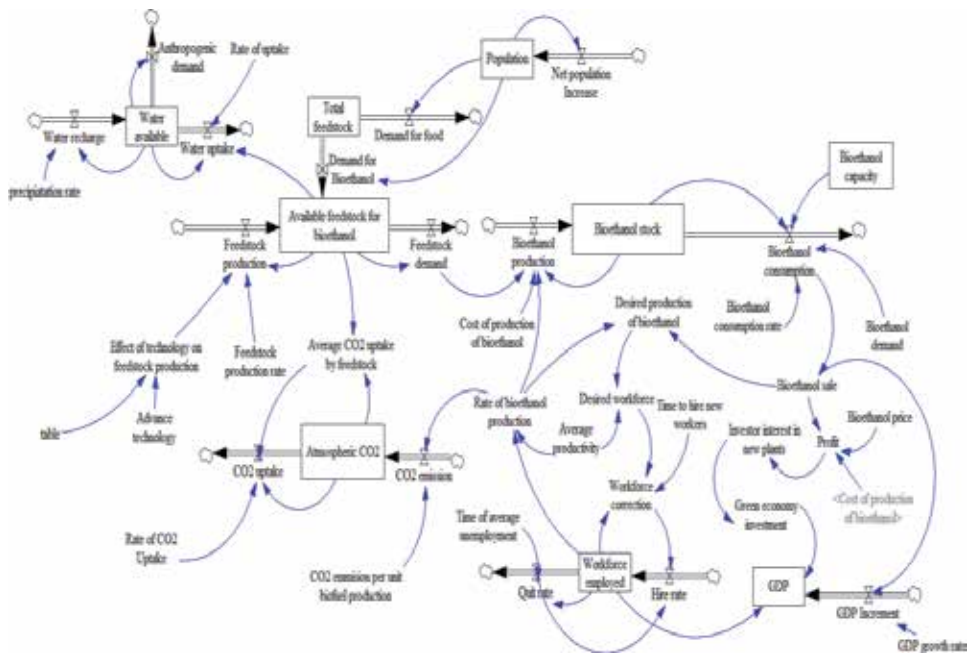 Anthropogenic
demand
Rate of uptake
Population
Net population
Increase
Total
feedstock
Water
available
Water recharge
Water uptake
Demand for food
Demand for
Bioethanol
precipiatation rate
Bioethanol
capacity
Available feedstock for
bioethanol
Bioethanol stock
Feedstock
production
Feedstock
demand
Bioethanol
production
Bioethanol
consumption
Cost of production
of bioethanol
Desired production
of bioethanol
Bioethanol
consumption rate
Bioethanol
demand
Effect of technology on
feedstock production
Feedstock
production rate
Average CO2 uptake
by feedstock
Bioethanol sale
table
Advance
technology
Rate of bioethanol
production
Desired workforce
Time to hire new
workers
Bioethanol price
Average
productivity
Investor interest in
new plants
Profit
Atmospheric CO2
CO2 uptake
CO2 emission
Workforce
correction
<Cost of production
of bioethanol>
Green economy
investment
Rate of CO2
Uptake
CO2 emmision per unit
biofuel production
Time of average
unemployment
Workforce
employed
Quit rate
Hire rate
GDP
GDP Increment
GDP growth rate